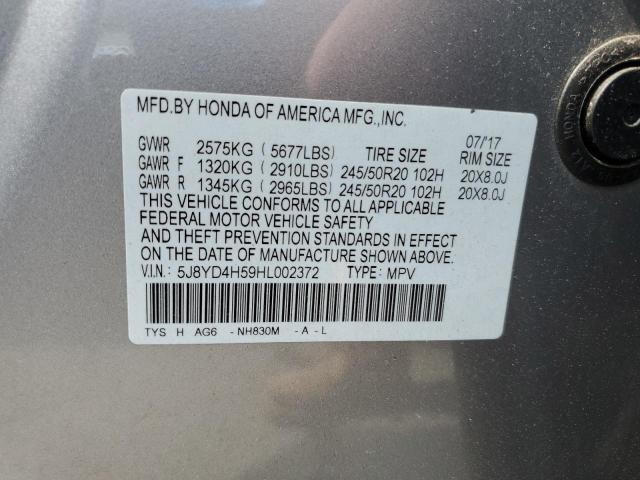 MFD.BY HONDA OF AMERICA MFG.,INC.
07/'17
GVWR 2575KG ( 5677LBS) TIRE SIZE RIM SIZE
GAWR F 1320KG ( 2910LBS) 245/50R20 102H 20X8.0J
GAWR R 1345KG ( 2965LBS) 245/50R20 102H 20X8.0J
THIS VEHICLE CONFORMS TO ALL APPLICABLE
FEDERAL MOTOR VEHICLE SAFETY
AND THEFT PREVENTION STANDARDS IN EFFECT
ON THE DATE OF MANUFACTURE SHOWN ABOVE.
V.I.N.: 5J8YD4H59HL002372 TYPE: MPV
TYS H AG6 -NH830M -A -L
HONDA